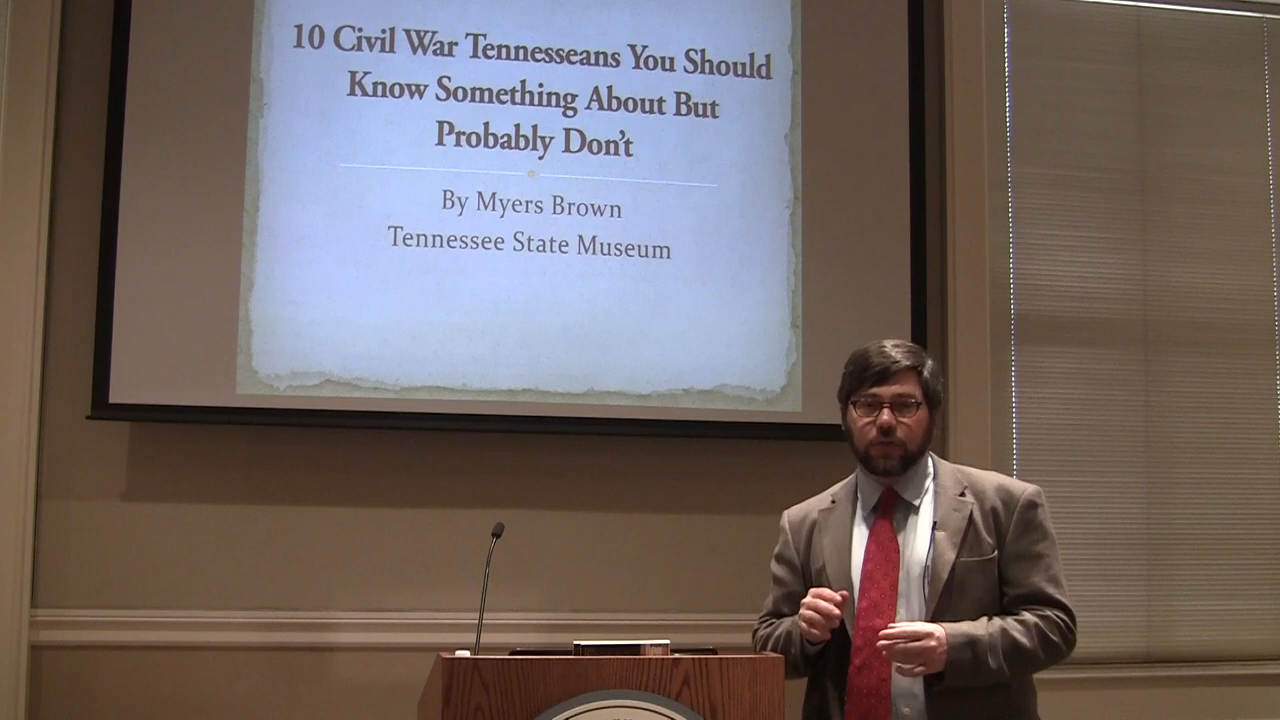 10 Civil War Tennesseans You Should
Know Something About But
Probably Don't
By Myers Brown
Tennessee State Museum